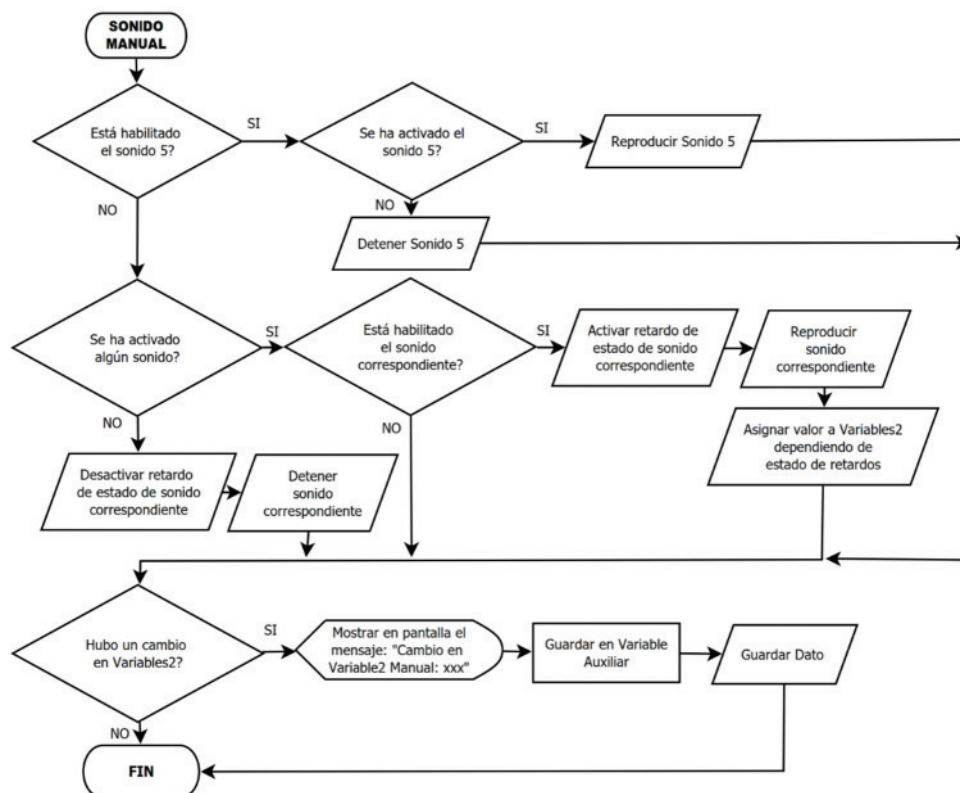 SONIDO
MANUAL
Está habilitado
el sonido 5?
SI
Se ha activado el
sonido 5?
SI
Reproducir Sonido 5
NO
NO
Detener Sonido 5
Se ha activado
algún sonido?
SI
Está habilitado
el sonido
correspondiente?
SI
Activar retardo de
estado de sonido
correspondiente
Reproducir
sonido
correspondiente
NO
NO
Asignar valor a Variables2
dependiendo de
estado de retardos
Desactivar retardo
de estado de sonido
correspondiente
Detener
sonido
correspondiente
Hubo un cambio
en Variables2?
SI
Mostrar en pantalla el
mensaje: "Cambio en
Variable2 Manual: xxx"
Guardar en Variable
Auxiliar
Guardar Dato
NO
FIN